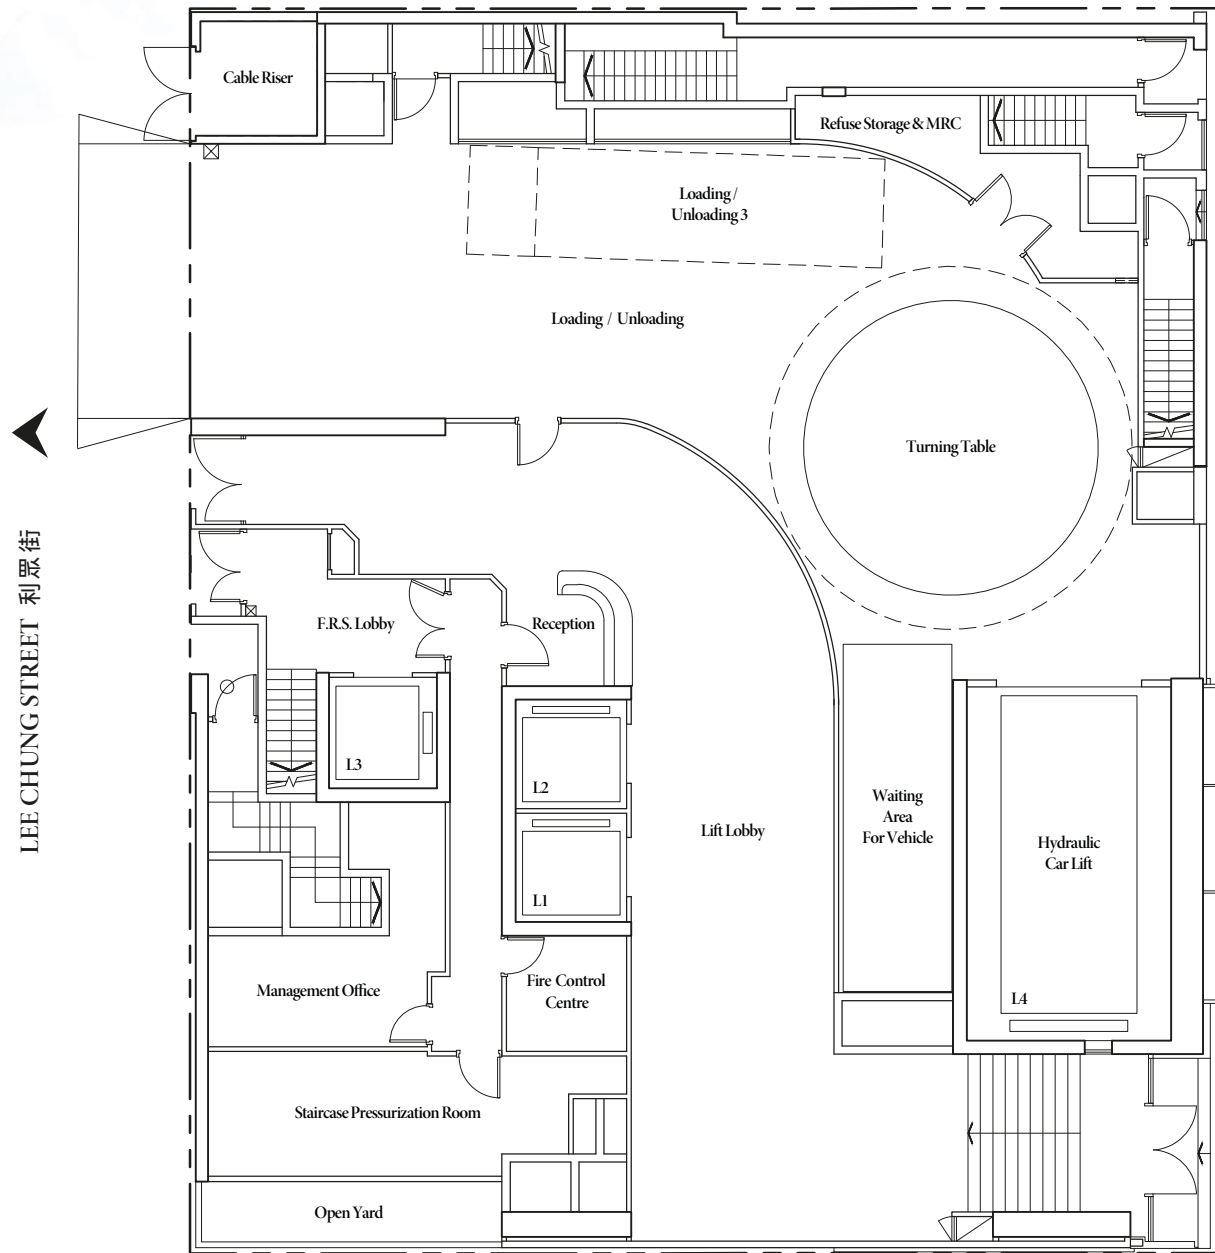 Cable Riser
Refuse Storage & MRC
Loading /
Unloading 3
Loading / Unloading
Turning Table
LEE CHUNG STREET 利眾街
F.R.S. Lobby
Reception
L3
L2
L1
Lift Lobby
Waiting
Area
For Vehicle
Hydraulic
Car Lift
L4
Management Office
Fire Control
Centre
Staircase Pressurization Room
Open Yard